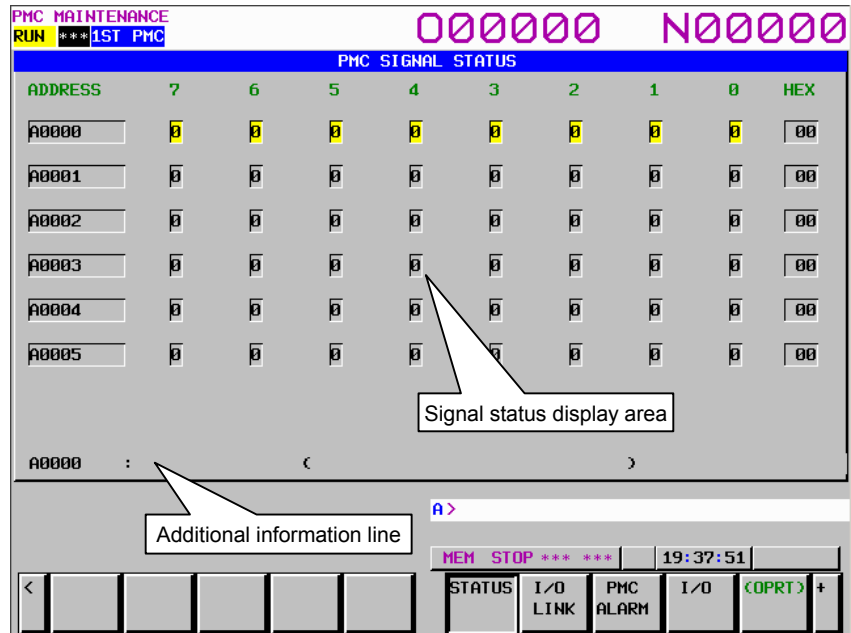 PMC MAINTENANCE O00000 N00000
RUN ***1ST PMC
PMC SIGNAL STATUS
ADDRESS 7 6 5 4 3 2 1 0 HEX
A0000 0 0 0 0 0 0 0 0 00
A0001 0 0 0 0 0 0 0 0 00
A0002 0 0 0 0 0 0 0 0 00
A0003 0 0 0 0 0 0 0 0 00
A0004 0 0 0 0 0 0 0 0 00
A0005 0 0 0 0 0 0 0 0 00
Signal status display area
A0000 : ( )
Additional information line
A>
MEM STOP *** *** 19:37:51
< STATUS I/O LINK PMC ALARM I/O (OPRT) +